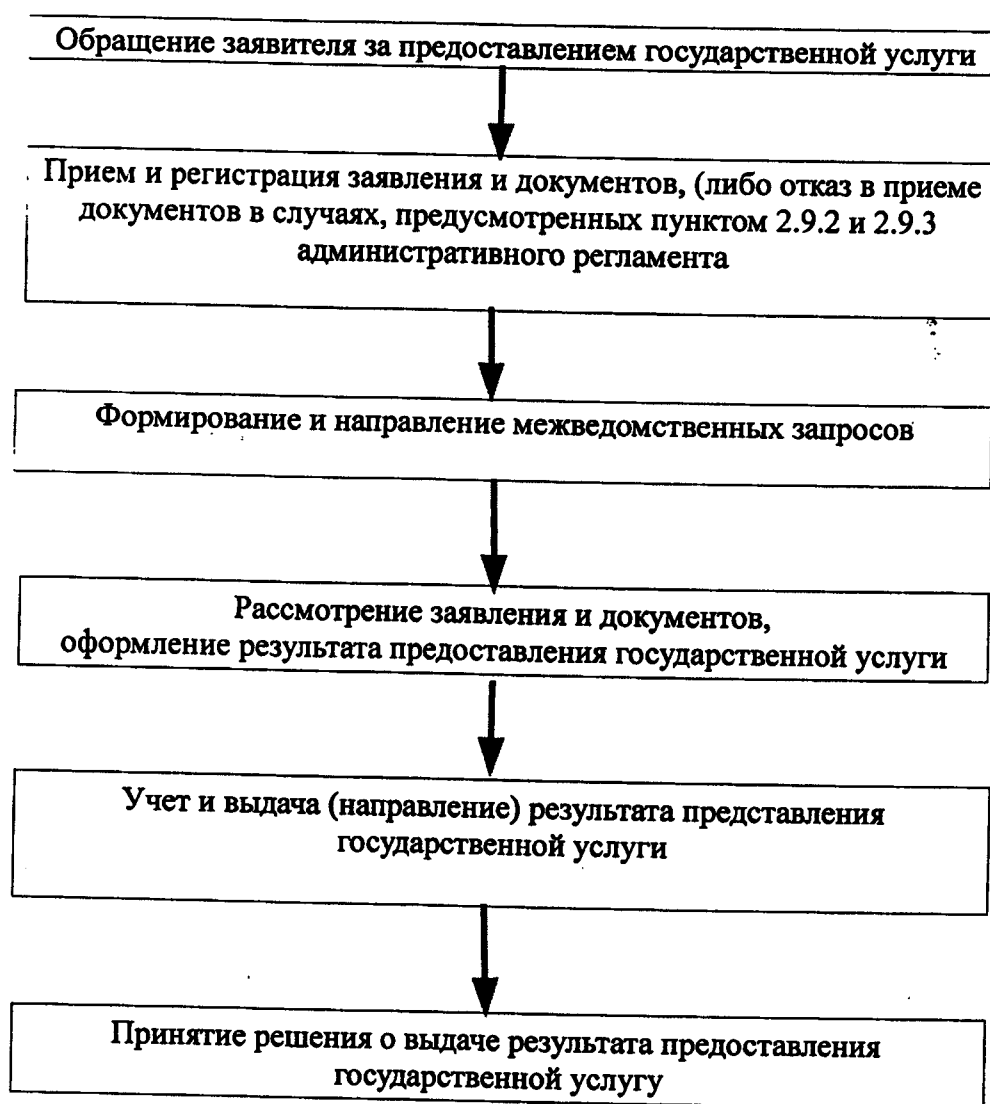 Обращение заявителя за предоставлением государственной услуги
Прием и регистрация заявления и документов, (либо отказ в приеме
документов в случаях, предусмотренных пунктом 2.9.2 и 2.9.3
административного регламента
Формирование и направление межведомственных запросов
Рассмотрение заявления и документов,
оформление результата предоставления государственной услуги
Учет и выдача (направление) результата представления
государственной услуги
Принятие решения о выдаче результата предоставления
государственной услугу